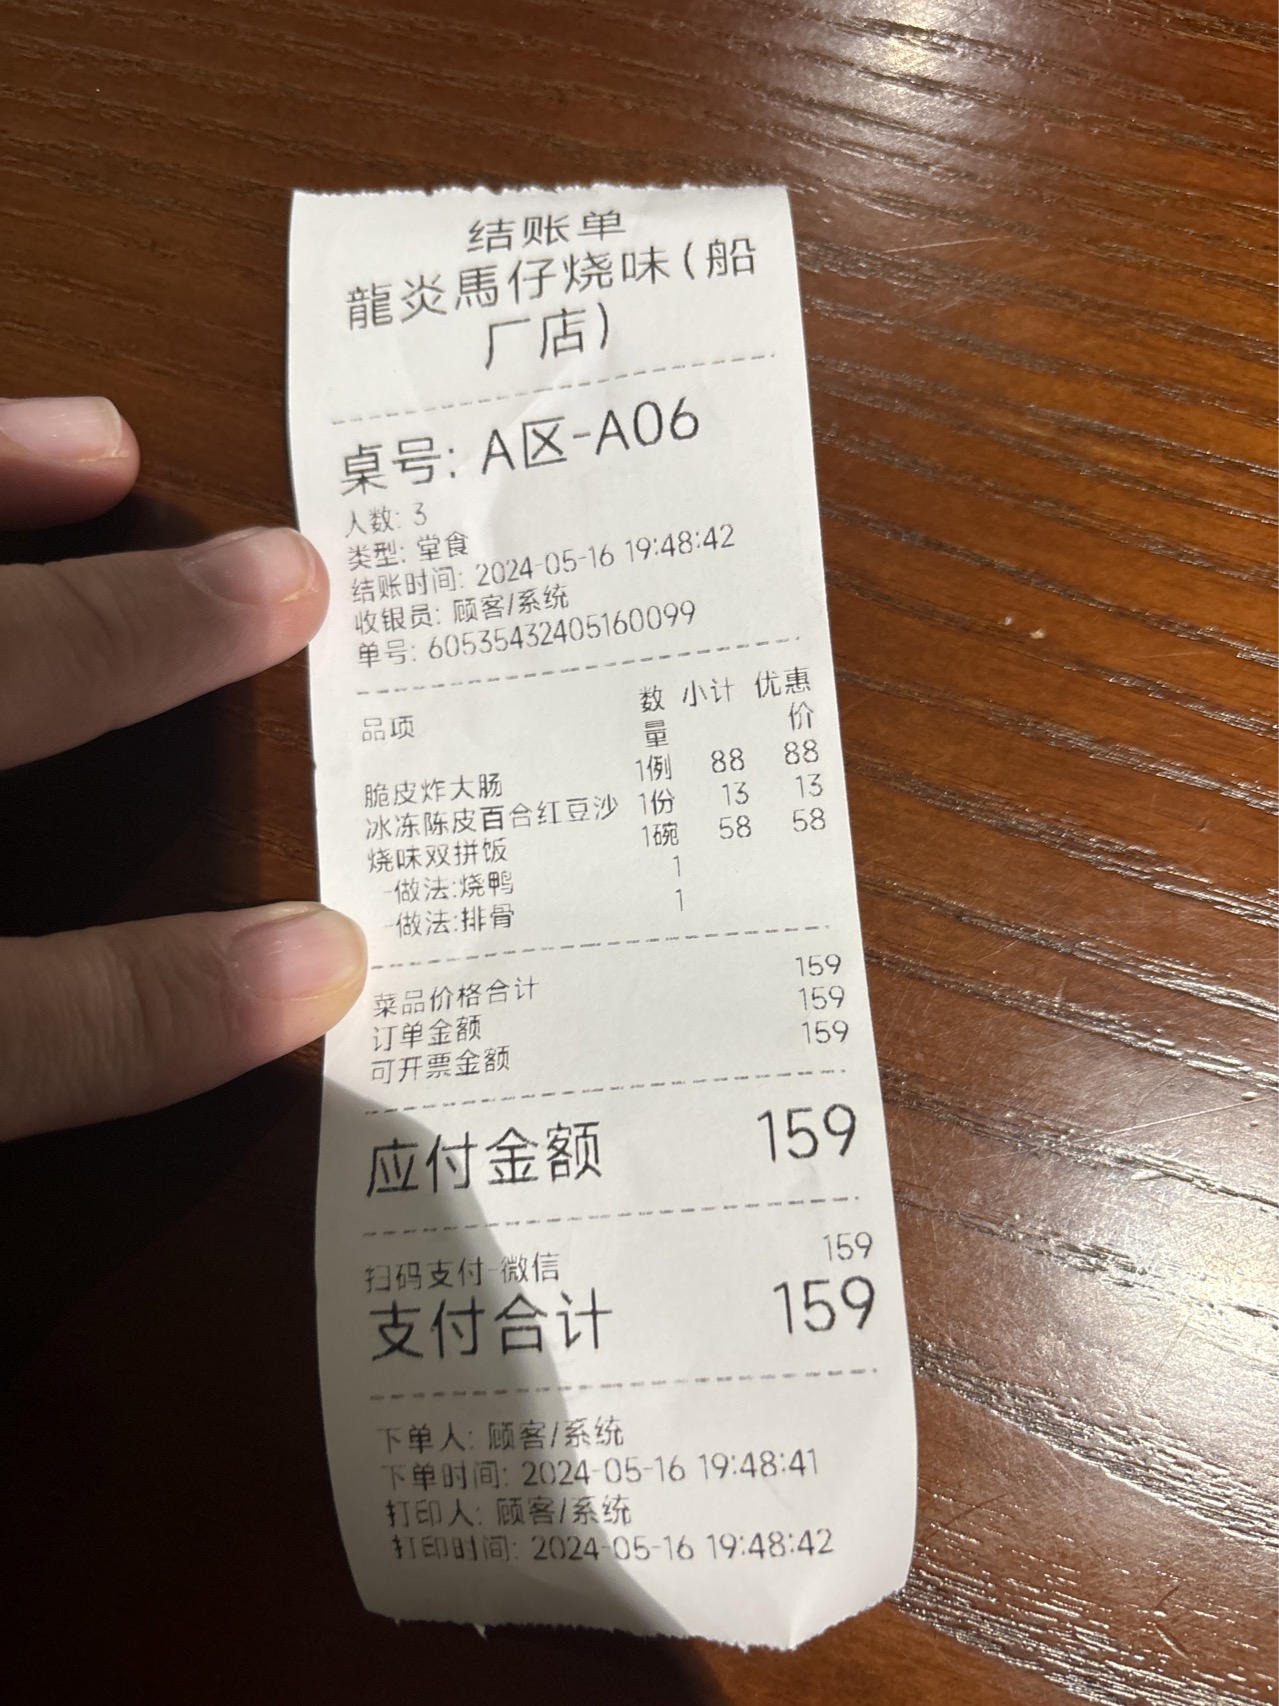 结账单
龍炎馬仔烧味(船
厂店)
桌号: A区-A06
人数: 3
类型: 堂食
结账时间: 2024-05-16 19:48:42
收银员: 顾客/系统
单号: 60535432405160099
品项 数量 小计 优惠价
脆皮炸大肠 1例 88 88
冰冻陈皮百合红豆沙 1份 13 13
烧味双拼饭 1碗 58 58
-做法:烧鸭 1
-做法:排骨 1
菜品价格合计 159
订单金额 159
可开票金额 159
应付金额 159
扫码支付-微信 159
支付合计 159
下单人: 顾客/系统
下单时间: 2024-05-16 19:48:41
打印人: 顾客/系统
打印时间: 2024-05-16 19:48:42